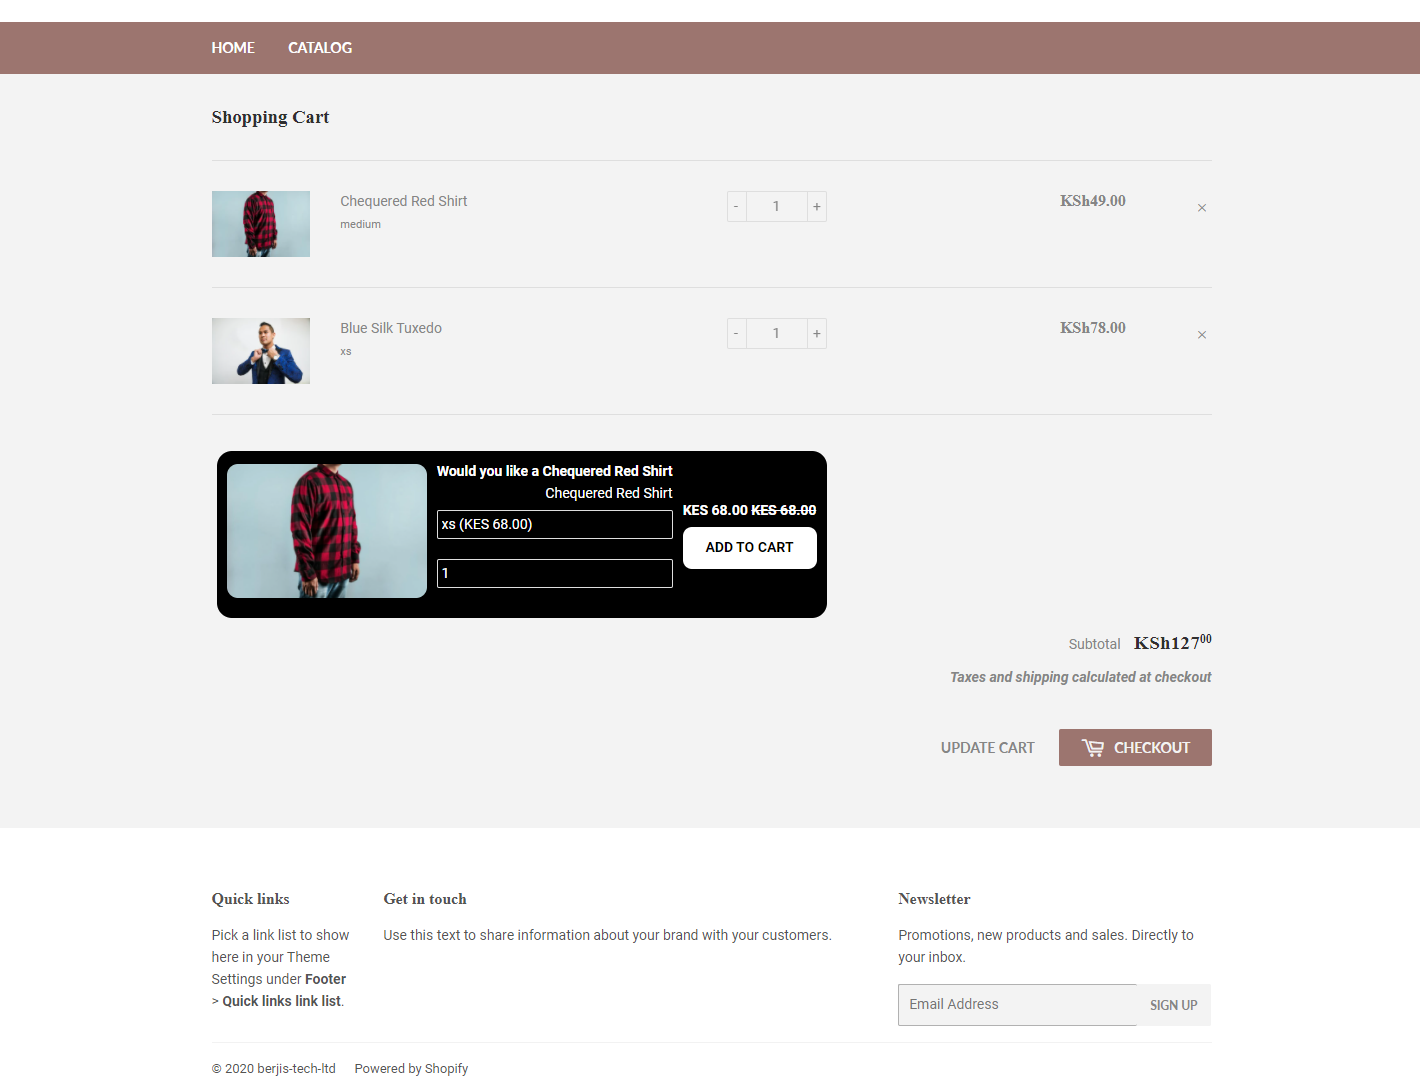 HOME CATALOG
Shopping Cart
Chequered Red Shirt
medium
- 1 +
KSh49.00 ×
Blue Silk Tuxedo
xs
- 1 +
KSh78.00 ×
Would you like a Chequered Red Shirt
Chequered Red Shirt
xs (KES 68.00)
1
KES 68.00 KES 68.00
ADD TO CART
Subtotal KSh12700
Taxes and shipping calculated at checkout
UPDATE CART CHECKOUT
Quick links
Pick a link list to show
here in your Theme
Settings under Footer
> Quick links link list.
Get in touch
Use this text to share information about your brand with your customers.
Newsletter
Promotions, new products and sales. Directly to
your inbox.
Email Address SIGN UP
© 2020 berjis-tech-ltd Powered by Shopify